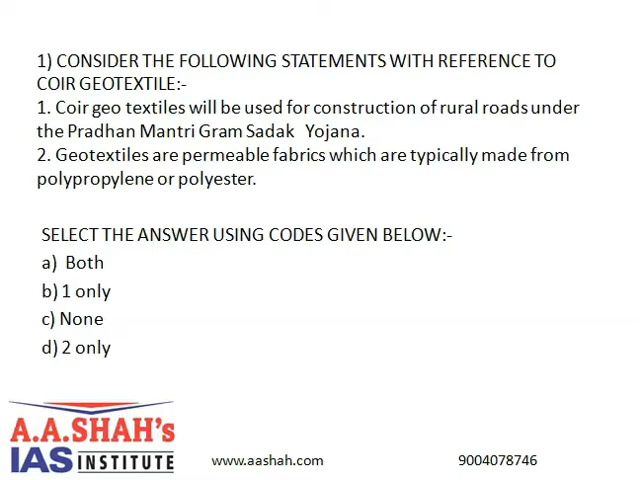 1) CONSIDER THE FOLLOWING STATEMENTS WITH REFERENCE TO
COIR GEOTEXTILE:-
1. Coir geo textiles will be used for construction of rural roads under
the Pradhan Mantri Gram Sadak Yojana.
2. Geotextiles are permeable fabrics which are typically made from
polypropylene or polyester.
SELECT THE ANSWER USING CODES GIVEN BELOW:-
a) Both
b) 1 only
c) None
d) 2 only
A.A.SHAH's
IAS INSTITUTE
www.aashah.com 9004078746